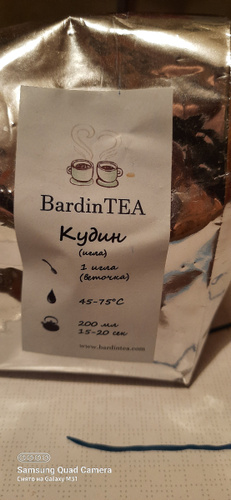 BardinTEA
Кудин
(игла)
1 игла
(веточка)
45-75°C
200 мл
15-20 сек
www.bardintea.com
Samsung Quad Camera
Снято на Galaxy M31